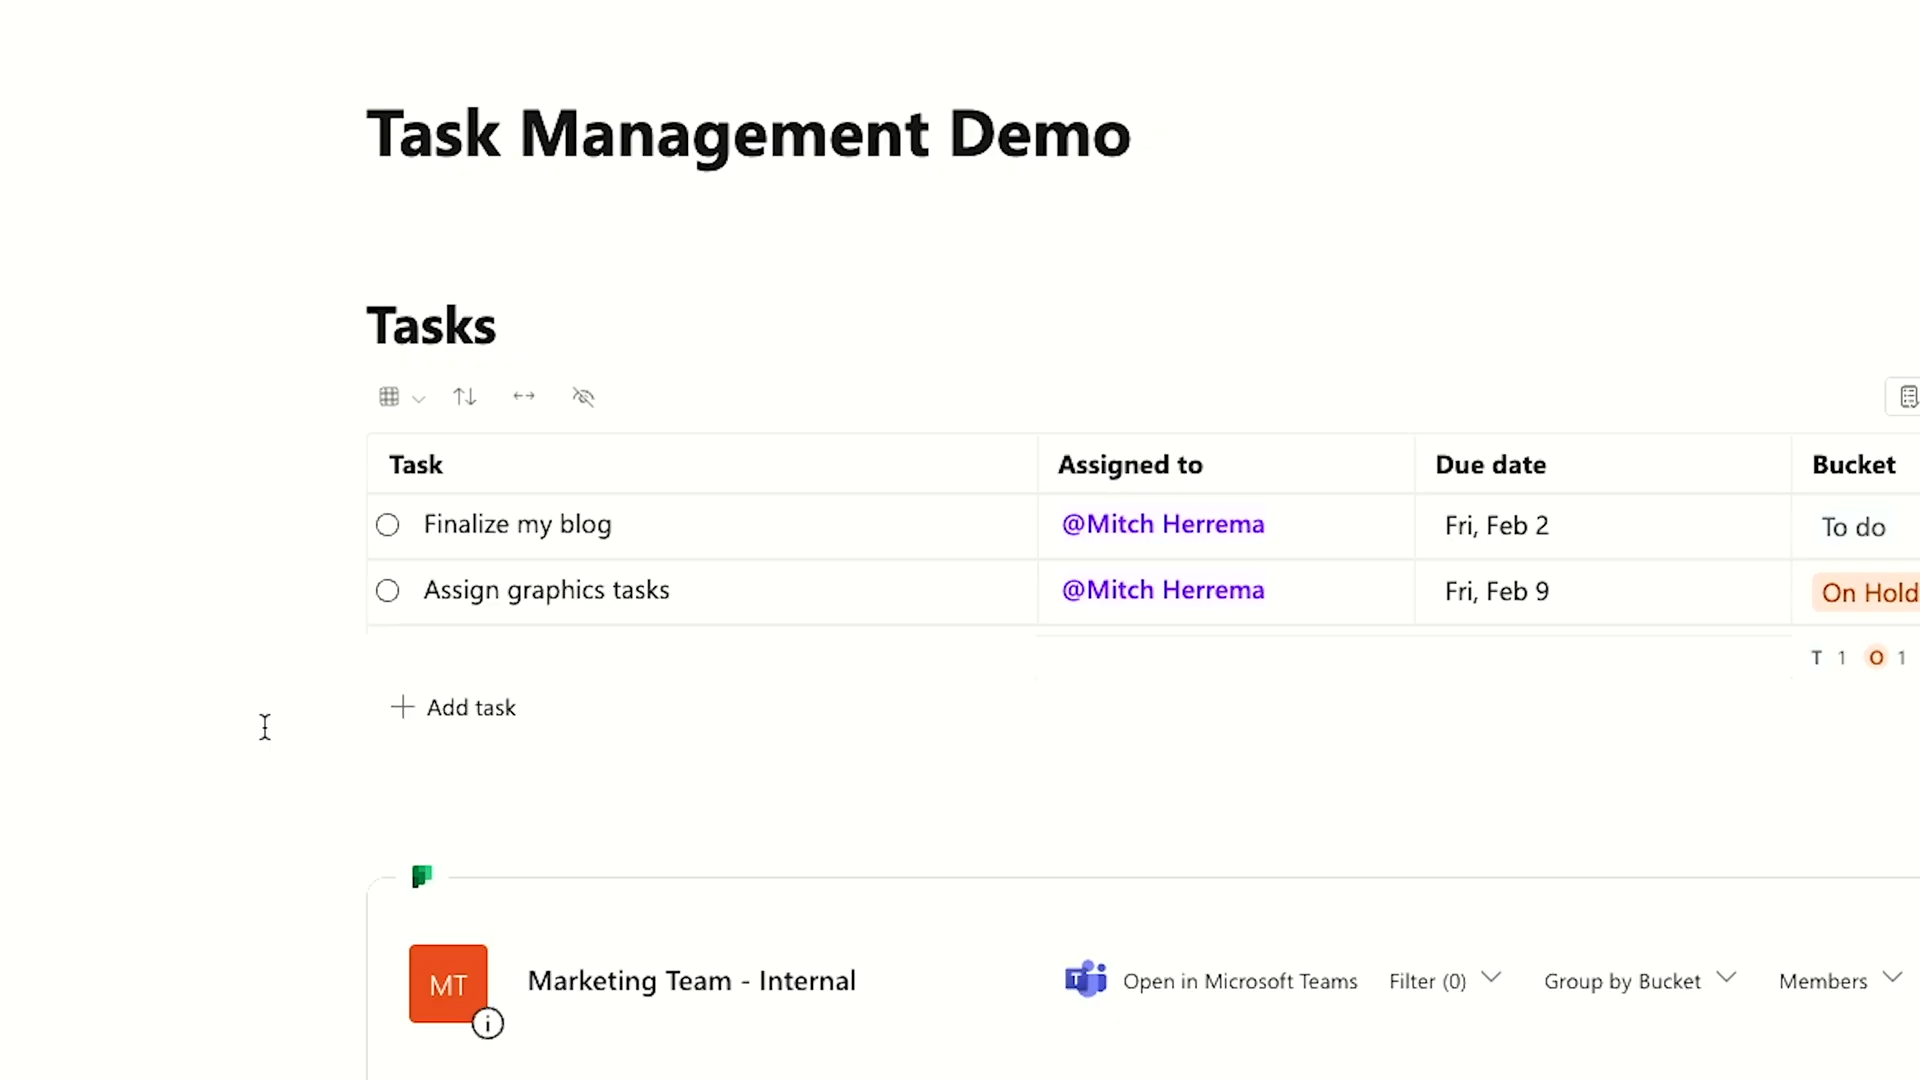 Task Management Demo
Tasks
Task Assigned to Due date Bucket
Finalize my blog @Mitch Herrema Fri, Feb 2 To do
Assign graphics tasks @Mitch Herrema Fri, Feb 9 On Hold
T 1 O 1
+ Add task
MT Marketing Team - Internal Open in Microsoft Teams Filter (0) Group by Bucket Members